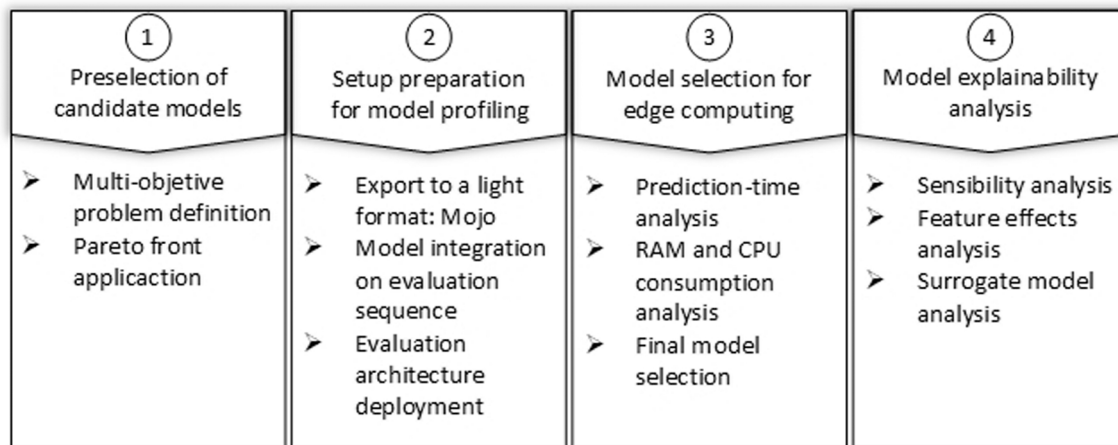 1
Preselection of
candidate models
➢ Multi-objetive
problem definition
➢ Pareto front
applicaction
2
Setup preparation
for model profiling
➢ Export to a light
format: Mojo
➢ Model integration
on evaluation
sequence
➢ Evaluation
architecture
deployment
3
Model selection for
edge computing
➢ Prediction-time
analysis
➢ RAM and CPU
consumption
analysis
➢ Final model
selection
4
Model explainability
analysis
➢ Sensibility analysis
➢ Feature effects
analysis
➢ Surrogate model
analysis